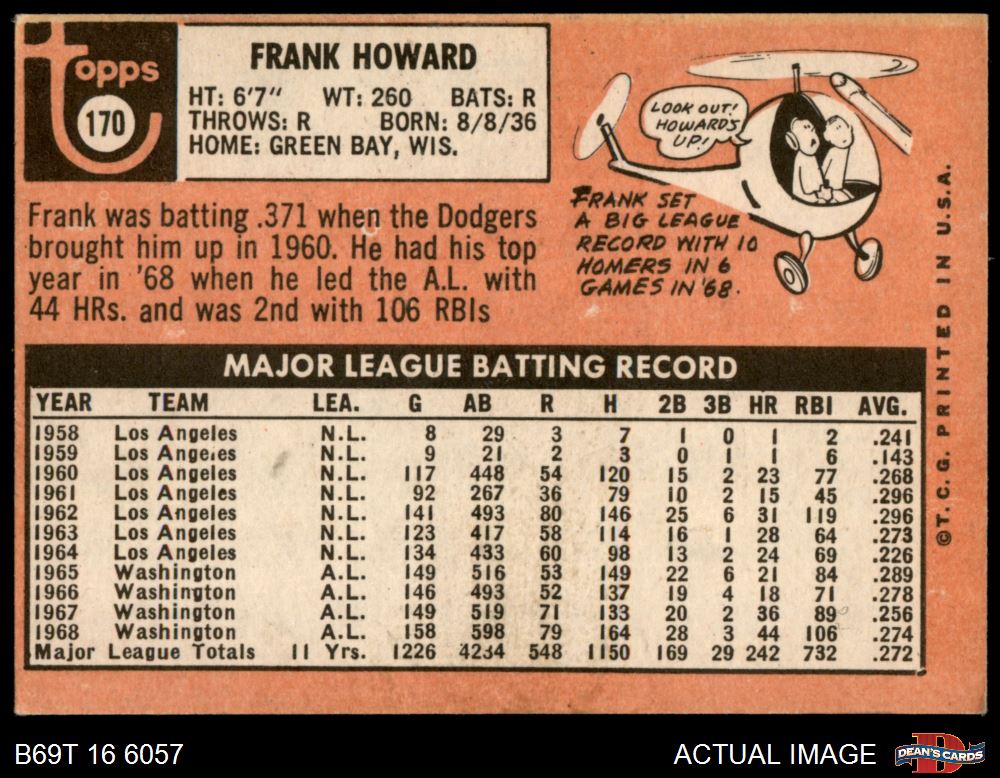 topps
170
FRANK HOWARD
HT: 6'7" WT: 260 BATS: R
THROWS: R BORN: 8/8/36
HOME: GREEN BAY, WIS.
Frank was batting .371 when the Dodgers
brought him up in 1960. He had his top
year in '68 when he led the A.L. with
44 HRs. and was 2nd with 106 RBIs
LOOK OUT!
HOWARD'S
UP!
FRANK SET
A BIG LEAGUE
RECORD WITH 10
HOMERS IN 6
GAMES IN '68.
MAJOR LEAGUE BATTING RECORD
YEAR TEAM LEA. G AB R H 2B 3B HR RBI AVG.
1958 Los Angeles N.L. 8 29 3 7 1 0 1 2 .241
1959 Los Angeles N.L. 9 21 2 3 0 1 1 6 .143
1960 Los Angeles N.L. 117 448 54 120 15 2 23 77 .268
1961 Los Angeles N.L. 92 267 36 79 10 2 15 45 .296
1962 Los Angeles N.L. 141 493 80 146 25 6 31 119 .296
1963 Los Angeles N.L. 123 417 58 114 16 1 28 64 .273
1964 Los Angeles N.L. 134 433 60 98 13 2 24 69 .226
1965 Washington A.L. 149 516 53 149 22 6 21 84 .289
1966 Washington A.L. 146 493 52 137 19 4 18 71 .278
1967 Washington A.L. 149 519 71 133 20 2 36 89 .256
1968 Washington A.L. 158 598 79 164 28 3 44 106 .274
Major League Totals 11 Yrs. 1226 4234 548 1150 169 29 242 732 .272
©T.C.G. PRINTED IN U.S.A.
B69T 16 6057
ACTUAL IMAGE
DEAN'S CARDS